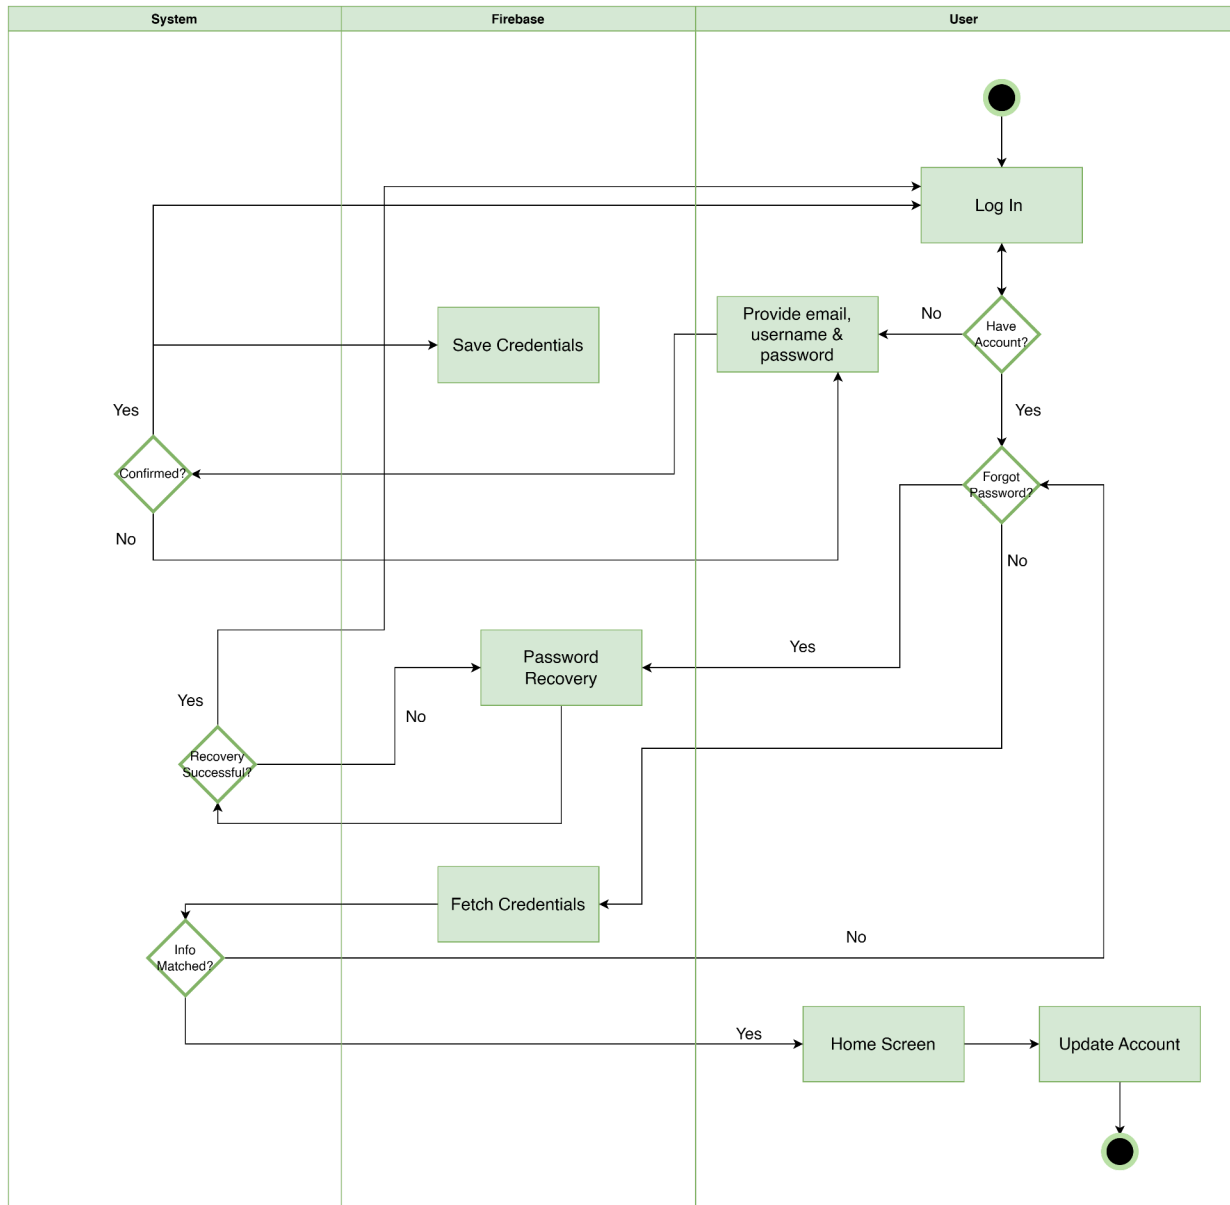 System
Firebase
User
Log In
Have
Account?
No
Provide email,
username &
password
Save Credentials
Yes
Yes
Confirmed?
Forgot
Password?
No
No
Yes
Password
Recovery
Yes
No
Recovery
Successful?
Fetch Credentials
No
Info
Matched?
Yes
Home Screen
Update Account